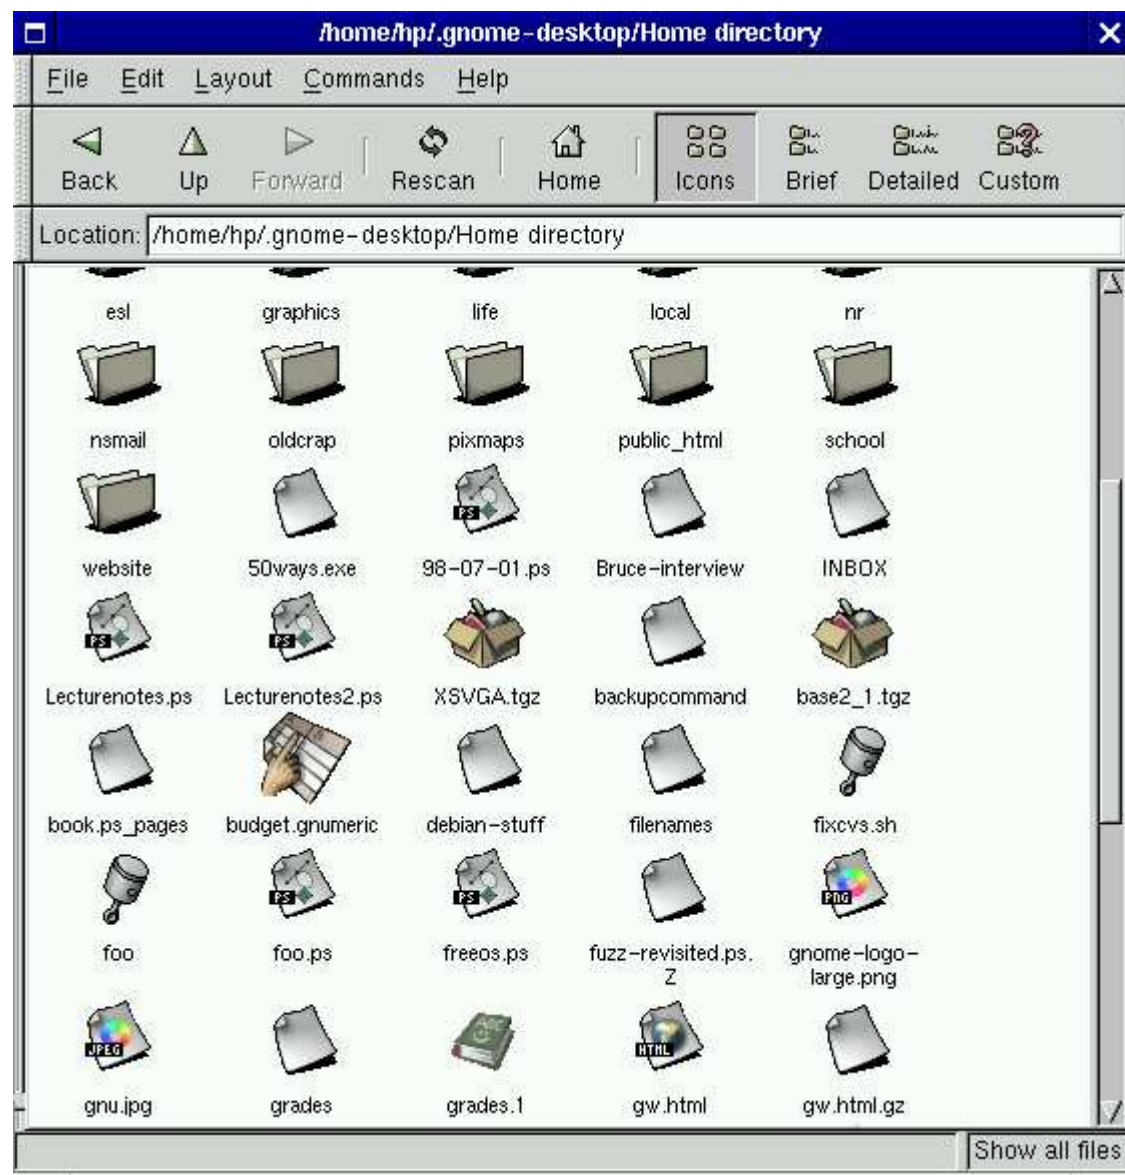 /home/hp/.gnome-desktop/Home directory
File Edit Layout Commands Help
Back Up Forward Rescan Home Icons Brief Detailed Custom
Location: /home/hp/.gnome-desktop/Home directory
esl graphics life local nr
nsmail oldcrap pixmaps public_html school
PS
website 50ways.exe 98-07-01.ps Bruce-interview INBOX
PS PS
Lecturenotes.ps Lecturenotes2.ps XSVGA.tgz backupcommand base2_1.tgz
book.ps_pages budget.gnumeric debian-stuff filenames fixcvs.sh
PS PS PNG
foo foo.ps freeos.ps fuzz-revisited.ps. gnome-logo-
Z large.png
JPEG ABC HTML
gnu.jpg grades grades.1 gw.html gw.html.gz
Show all files